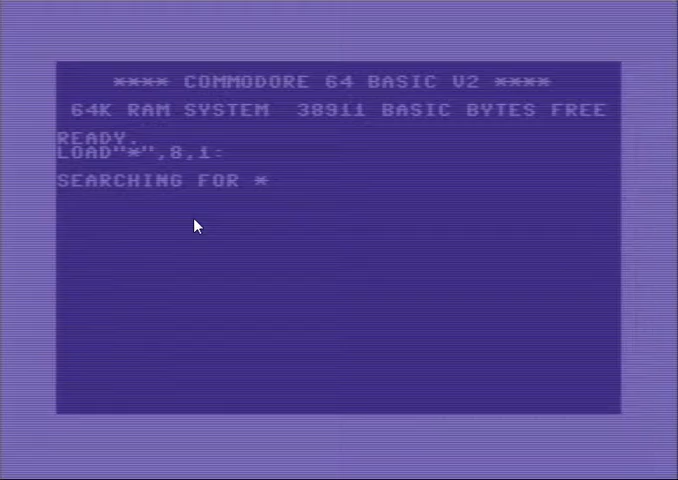 **** COMMODORE 64 BASIC V2 ****
64K RAM SYSTEM  38911 BASIC BYTES FREE
READY.
LOAD"*",8,1:
SEARCHING FOR *